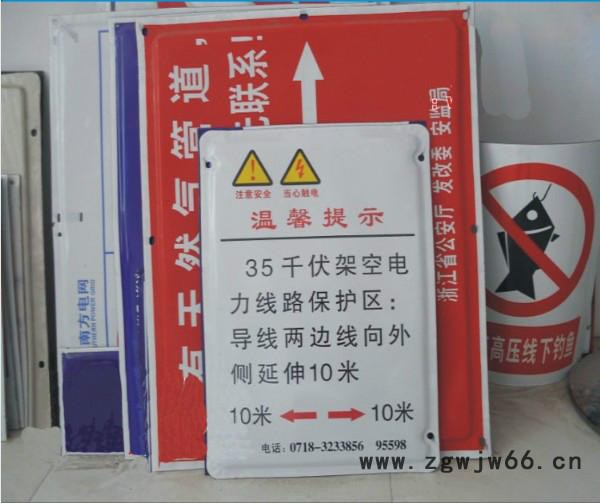 注意安全 当心触电
温馨提示
35千伏架空电
力线路保护区：
导线两边线向外
侧延伸10米
10米 10米
电话：0718-3233856 95598
有天然气管道，
先联系！
浙江省公安厅 发改委 安监局
南方电网
高压线下钓鱼
www.zgwjw66.cn